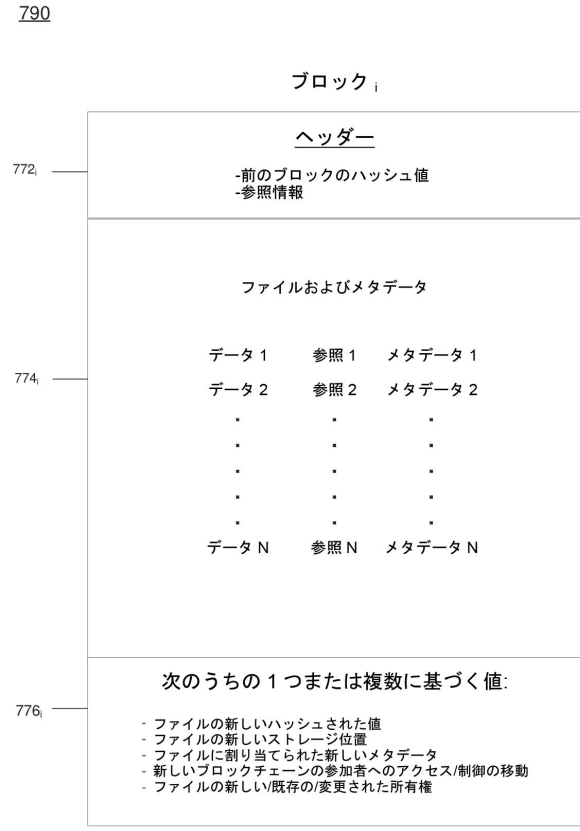 790
ブロック i
ヘッダー
772i
-前のブロックのハッシュ値
-参照情報
ファイルおよびメタデータ
データ 1 参照 1 メタデータ 1
774i
データ 2 参照 2 メタデータ 2
データ N 参照 N メタデータ N
次のうちの 1 つまたは複数に基づく値:
776i
- ファイルの新しいハッシュされた値
- ファイルの新しいストレージ位置
- ファイルに割り当てられた新しいメタデータ
- 新しいブロックチェーンの参加者へのアクセス/制御の移動
- ファイルの新しい/既存の/変更された所有権